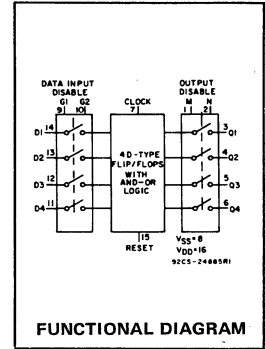 DATA INPUT
DISABLE
G1 G2
9 10
CLOCK
7
OUTPUT
DISABLE
M N
1 2
D1 14
D2 13
D3 12
D4 11
4 D-TYPE
FLIP/FLOPS
WITH
AND-OR
LOGIC
3 Q1
4 Q2
5 Q3
6 Q4
15
RESET
VSS=8
VDD=16
92CS-24885R1
FUNCTIONAL DIAGRAM